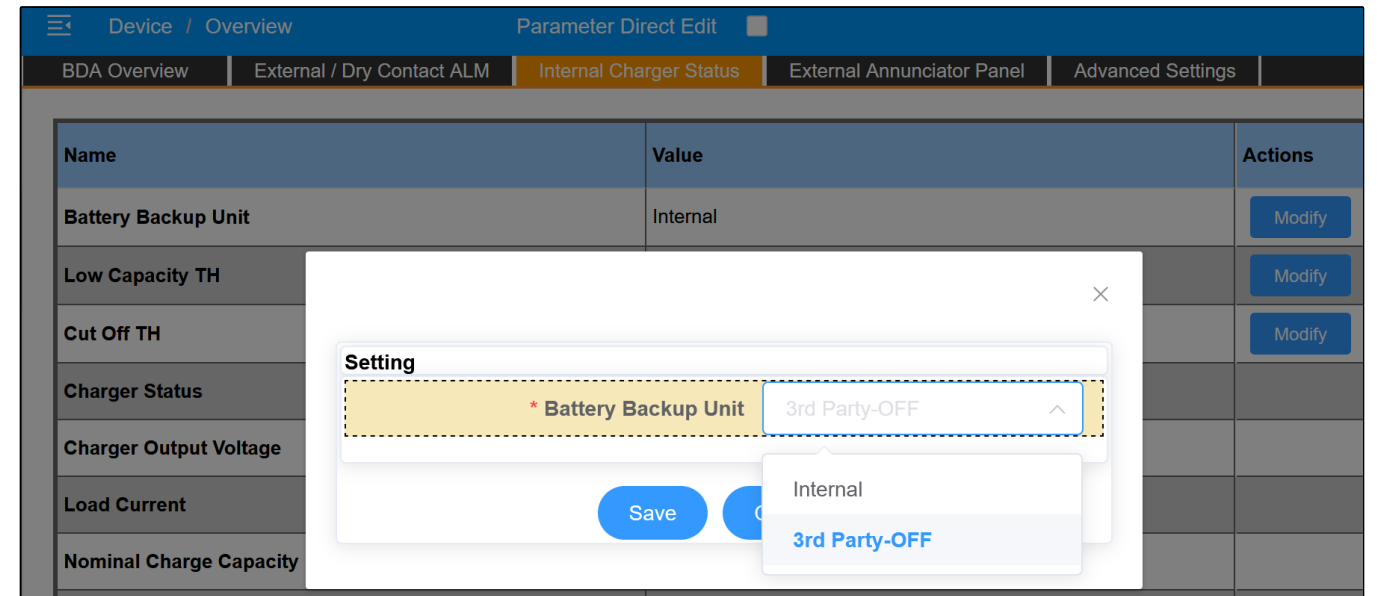 Device / Overview Parameter Direct Edit
BDA Overview External / Dry Contact ALM Internal Charger Status External Annunciator Panel Advanced Settings
Name Value Actions
Battery Backup Unit Internal Modify
Low Capacity TH Modify
Cut Off TH Modify
Setting
Charger Status
* Battery Backup Unit 3rd Party-OFF
Charger Output Voltage
Internal
Load Current
Save
3rd Party-OFF
Nominal Charge Capacity